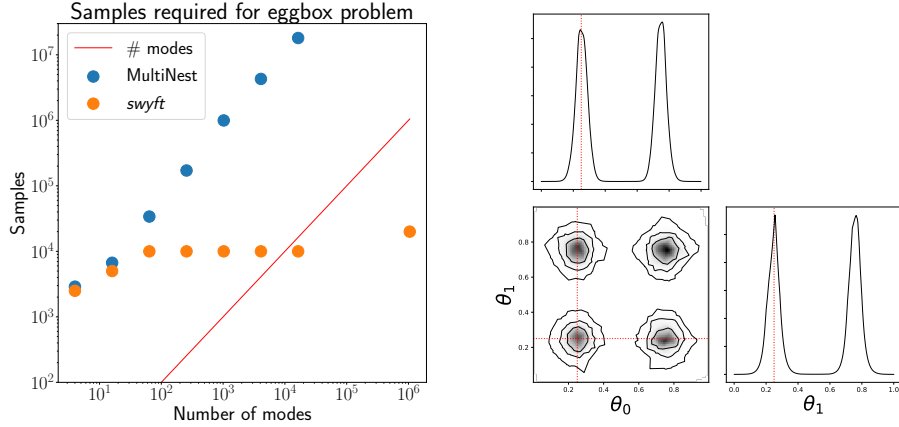 Samples required for eggbox problem
# modes
MultiNest
swyft
10^7
10^6
10^5
10^4
10^3
10^2
Samples
10^1 10^2 10^3 10^4 10^5 10^6
Number of modes
0.8
0.6
0.4
0.2
θ_1
0.2 0.4 0.6 0.8
θ_0
0.0 0.2 0.4 0.6 0.8 1.0
θ_1